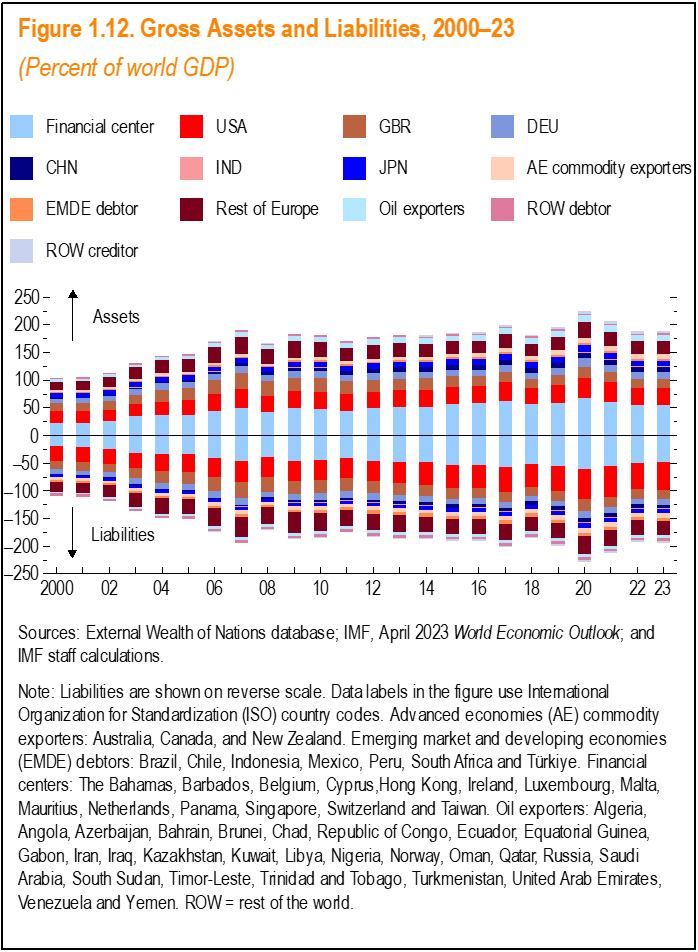 Figure 1.12. Gross Assets and Liabilities, 2000–23
(Percent of world GDP)
Financial center USA GBR DEU
CHN IND JPN AE commodity exporters
EMDE debtor Rest of Europe Oil exporters ROW debtor
ROW creditor
250
200
150
100
50
0
–50
–100
–150
–200
–250
Assets
Liabilities
2000 02 04 06 08 10 12 14 16 18 20 22 23
Sources: External Wealth of Nations database; IMF, April 2023 World Economic Outlook; and
IMF staff calculations.
Note: Liabilities are shown on reverse scale. Data labels in the figure use International
Organization for Standardization (ISO) country codes. Advanced economies (AE) commodity
exporters: Australia, Canada, and New Zealand. Emerging market and developing economies
(EMDE) debtors: Brazil, Chile, Indonesia, Mexico, Peru, South Africa and Türkiye. Financial
centers: The Bahamas, Barbados, Belgium, Cyprus,Hong Kong, Ireland, Luxembourg, Malta,
Mauritius, Netherlands, Panama, Singapore, Switzerland and Taiwan. Oil exporters: Algeria,
Angola, Azerbaijan, Bahrain, Brunei, Chad, Republic of Congo, Ecuador, Equatorial Guinea,
Gabon, Iran, Iraq, Kazakhstan, Kuwait, Libya, Nigeria, Norway, Oman, Qatar, Russia, Saudi
Arabia, South Sudan, Timor-Leste, Trinidad and Tobago, Turkmenistan, United Arab Emirates,
Venezuela and Yemen. ROW = rest of the world.